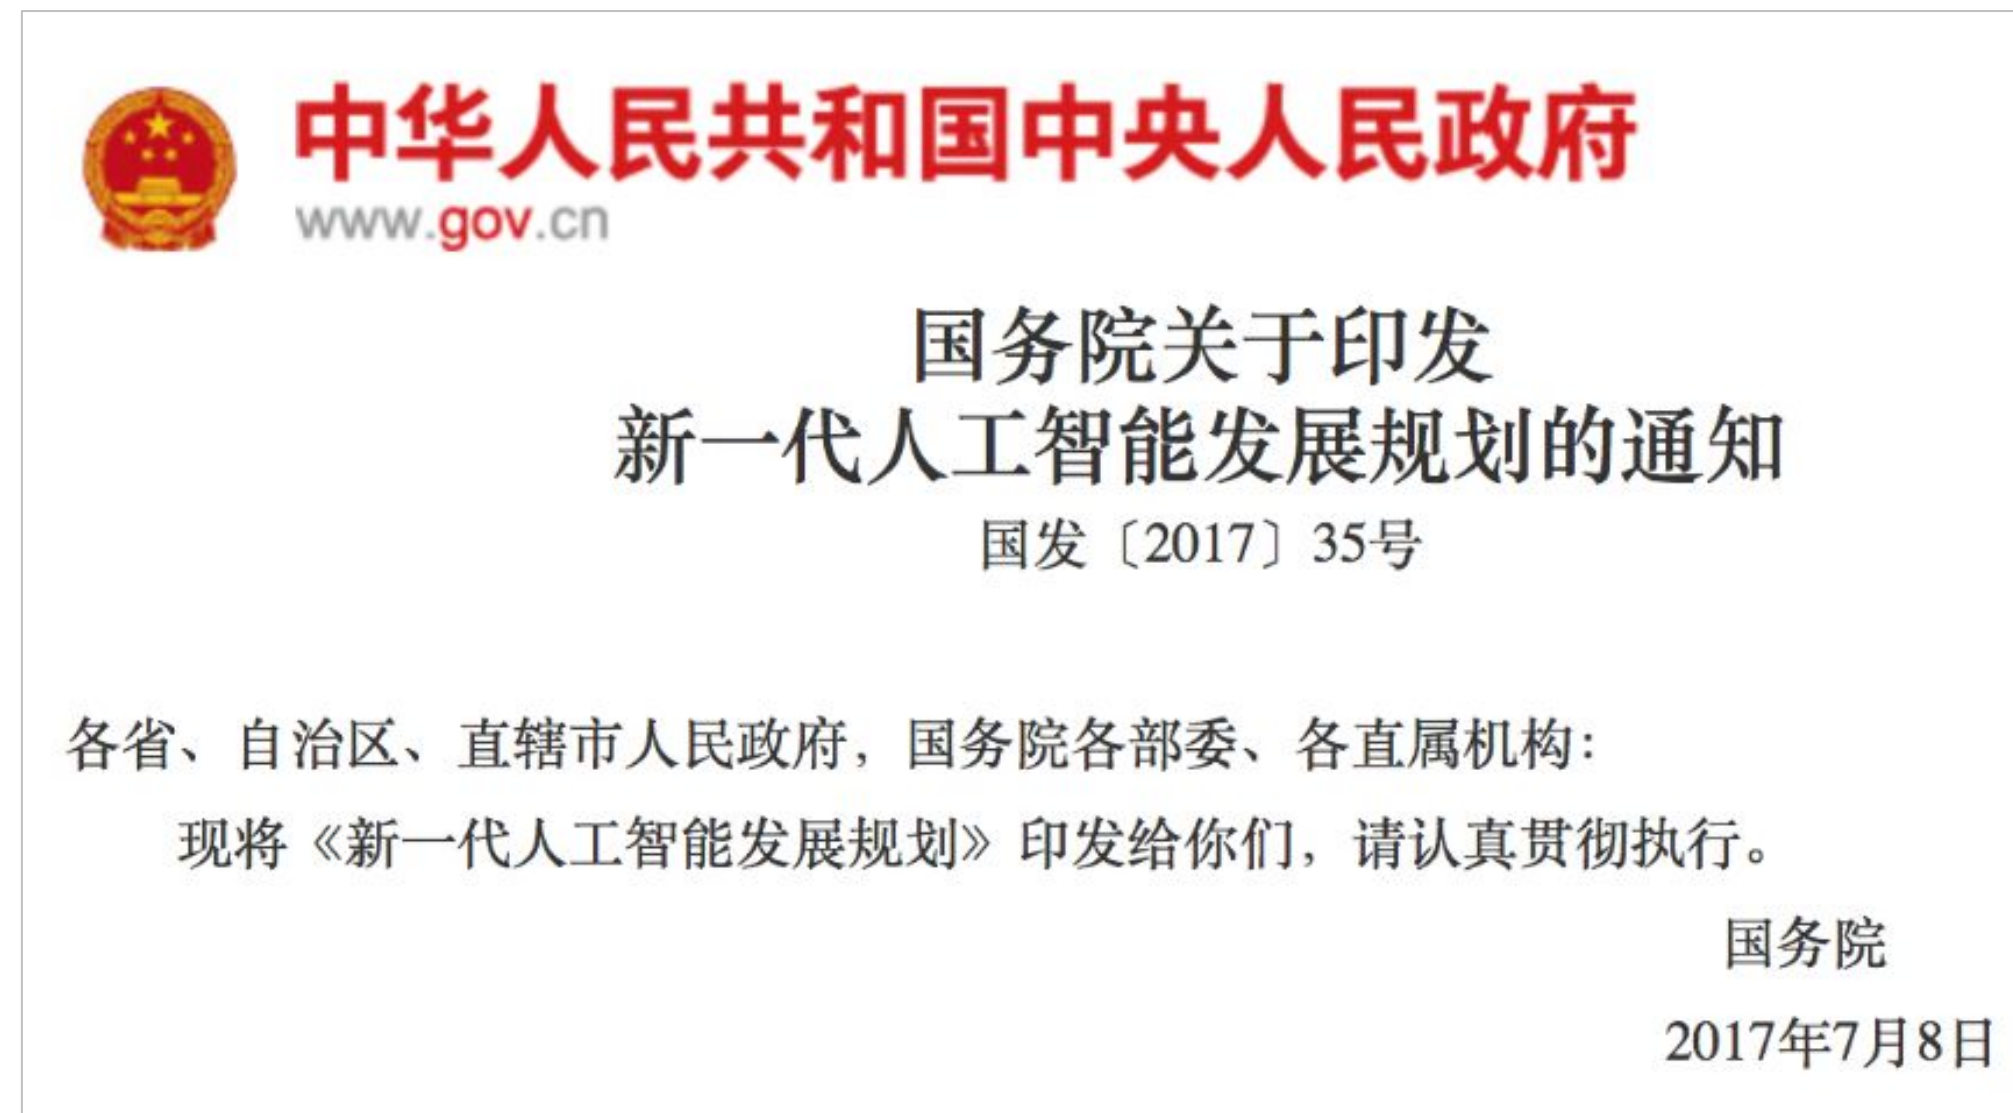 中华人民共和国中央人民政府
www.gov.cn
国务院关于印发
新一代人工智能发展规划的通知
国发〔2017〕35号
各省、自治区、直辖市人民政府，国务院各部委、各直属机构：
现将《新一代人工智能发展规划》印发给你们，请认真贯彻执行。
国务院
2017年7月8日